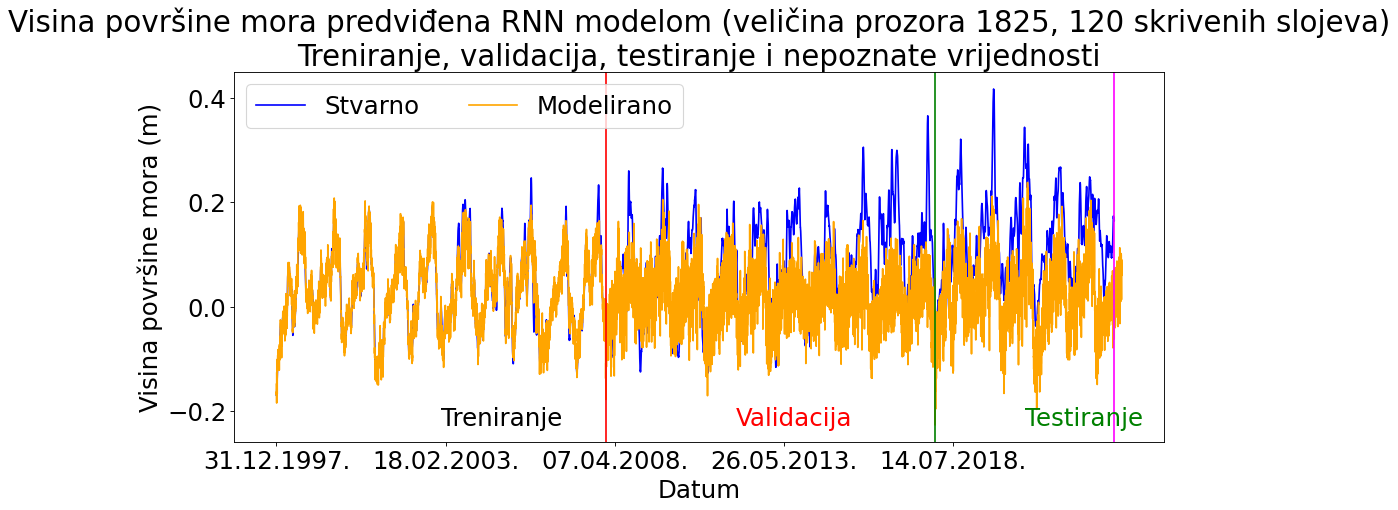 Visina površine mora predviđena RNN modelom (veličina prozora 1825, 120 skrivenih slojeva)
Treniranje, validacija, testiranje i nepoznate vrijednosti
Stvarno
Modelirano
Visina površine mora (m)
0.4
0.2
0.0
−0.2
Treniranje
Validacija
Testiranje
31.12.1997.
18.02.2003.
07.04.2008.
26.05.2013.
14.07.2018.
Datum